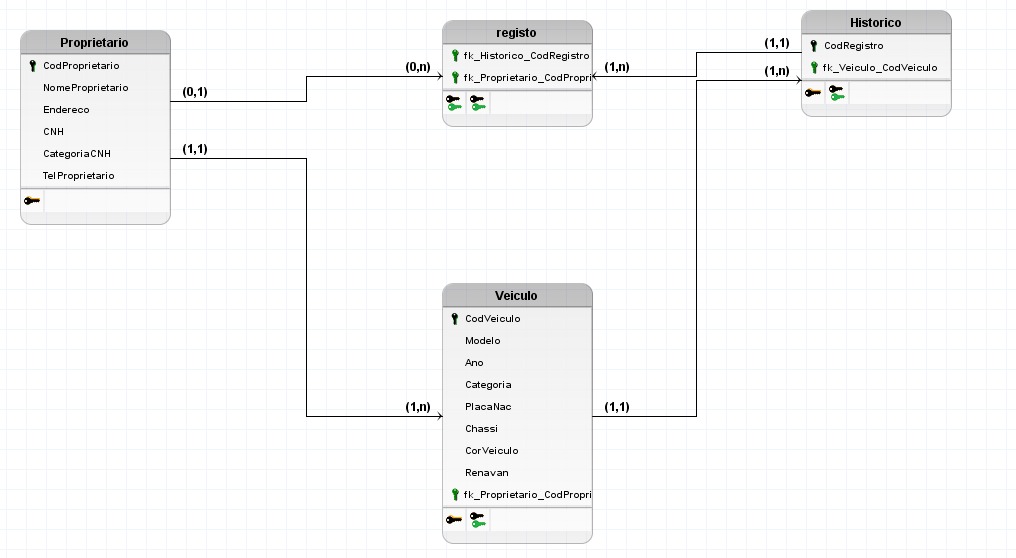 Proprietario
CodProprietario
NomeProprietario
Endereco
CNH
CategoriaCNH
TelProprietario
(0,1)
(1,1)
(0,n)
registo
fk_Historico_CodRegistro
fk_Proprietario_CodPropri
(1,n)
(1,1)
(1,n)
Historico
CodRegistro
fk_Veiculo_CodVeiculo
(1,n)
Veiculo
CodVeiculo
Modelo
Ano
Categoria
PlacaNac
Chassi
CorVeiculo
Renavan
fk_Proprietario_CodPropri
(1,1)